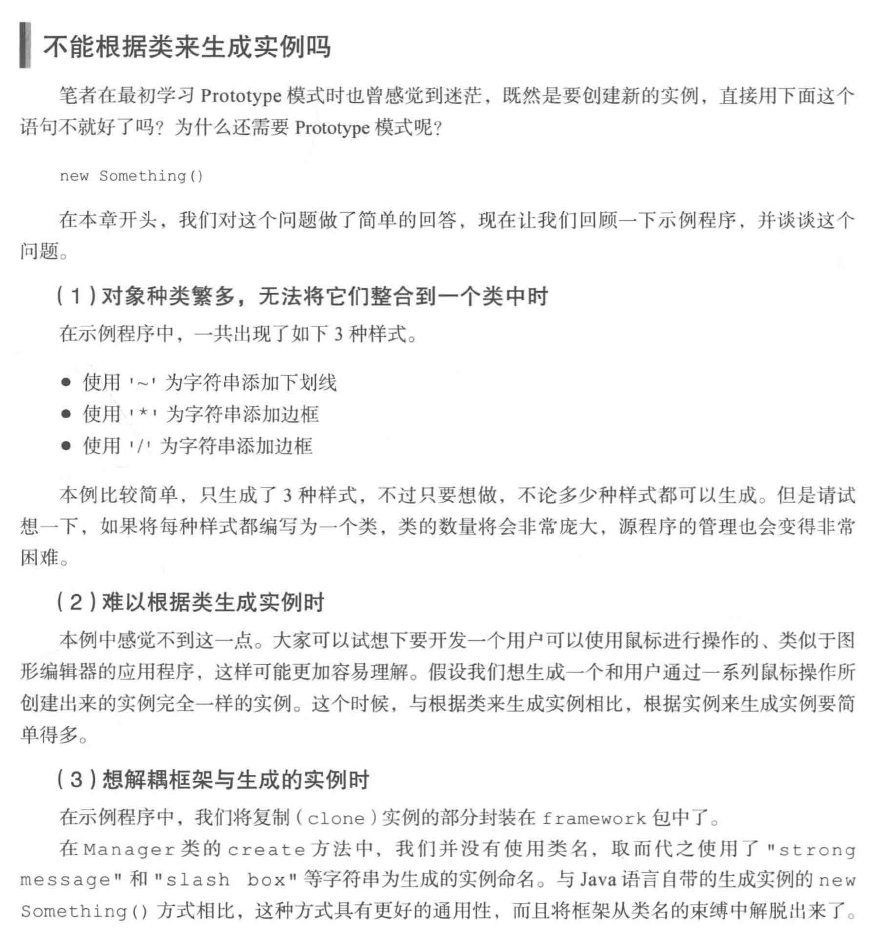 不能根据类来生成实例吗
笔者在最初学习 Prototype 模式时也曾感觉到迷茫，既然是要创建新的实例，直接用下面这个
语句不就好了吗？为什么还需要 Prototype 模式呢？
new Something()
在本章开头，我们对这个问题做了简单的回答，现在让我们回顾一下示例程序，并谈谈这个
问题。
（1）对象种类繁多，无法将它们整合到一个类中时
在示例程序中，一共出现了如下 3 种样式。
● 使用 '~' 为字符串添加下划线
● 使用 '*' 为字符串添加边框
● 使用 '/' 为字符串添加边框
本例比较简单，只生成了 3 种样式，不过只要想做，不论多少种样式都可以生成。但是请试
想一下，如果将每种样式都编写为一个类，类的数量将会非常庞大，源程序的管理也会变得非常
困难。
（2）难以根据类生成实例时
本例中感觉不到这一点。大家可以试想下要开发一个用户可以使用鼠标进行操作的、类似于图
形编辑器的应用程序，这样可能更加容易理解。假设我们想生成一个和用户通过一系列鼠标操作所
创建出来的实例完全一样的实例。这个时候，与根据类来生成实例相比，根据实例来生成实例要简
单得多。
（3）想解耦框架与生成的实例时
在示例程序中，我们将复制（clone）实例的部分封装在 framework 包中了。
在 Manager 类的 create 方法中，我们并没有使用类名，取而代之使用了 "strong
message" 和 "slash box" 等字符串为生成的实例命名。与 Java 语言自带的生成实例的 new
Something() 方式相比，这种方式具有更好的通用性，而且将框架从类名的束缚中解脱出来了。